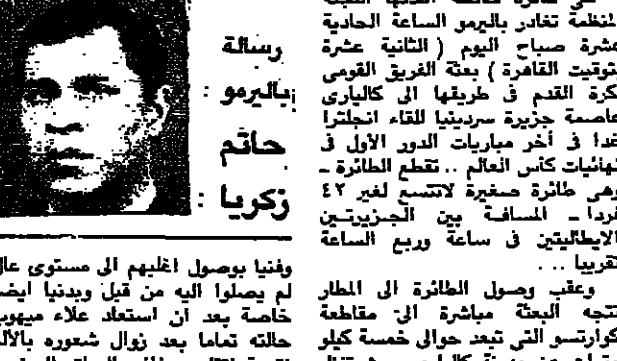 المنظمة تغادر باليرمو الساعة الحادية
عشرة صباح اليوم ( الثانية عشرة
بتوقيت القاهرة ) بعثة الفريق القومى
لكرة القدم فى طريقها الى كاليارى
عاصمة جزيرة سردينيا للقاء انجلترا
غدا فى آخر مباريات الدور الأول فى
نهائيات كأس العالم .. تقطع الطائرة ـ
وهى طائرة صغيرة لاتتسع لغير ٤٢
فردا ـ المسافة بين الجزيرتين
الايطاليتين فى ساعة وربع الساعة
تقريبا . . .
وعقب وصول الطائرة الى المطار
تتجه البعثة مباشرة الى مقاطعة
كوارتسو التي تبعد حوالى خمسة كيلو
رسالة
باليرمو :
حاتم
زكريا :
وفنيا بوصول اغلبهم الى مستوى عال
لم يصلوا اليه من قبل وبدنيا ايضا
خاصة بعد ان استعاد علاء ميهوب
حالته تماما بعد زوال شعوره بالألم